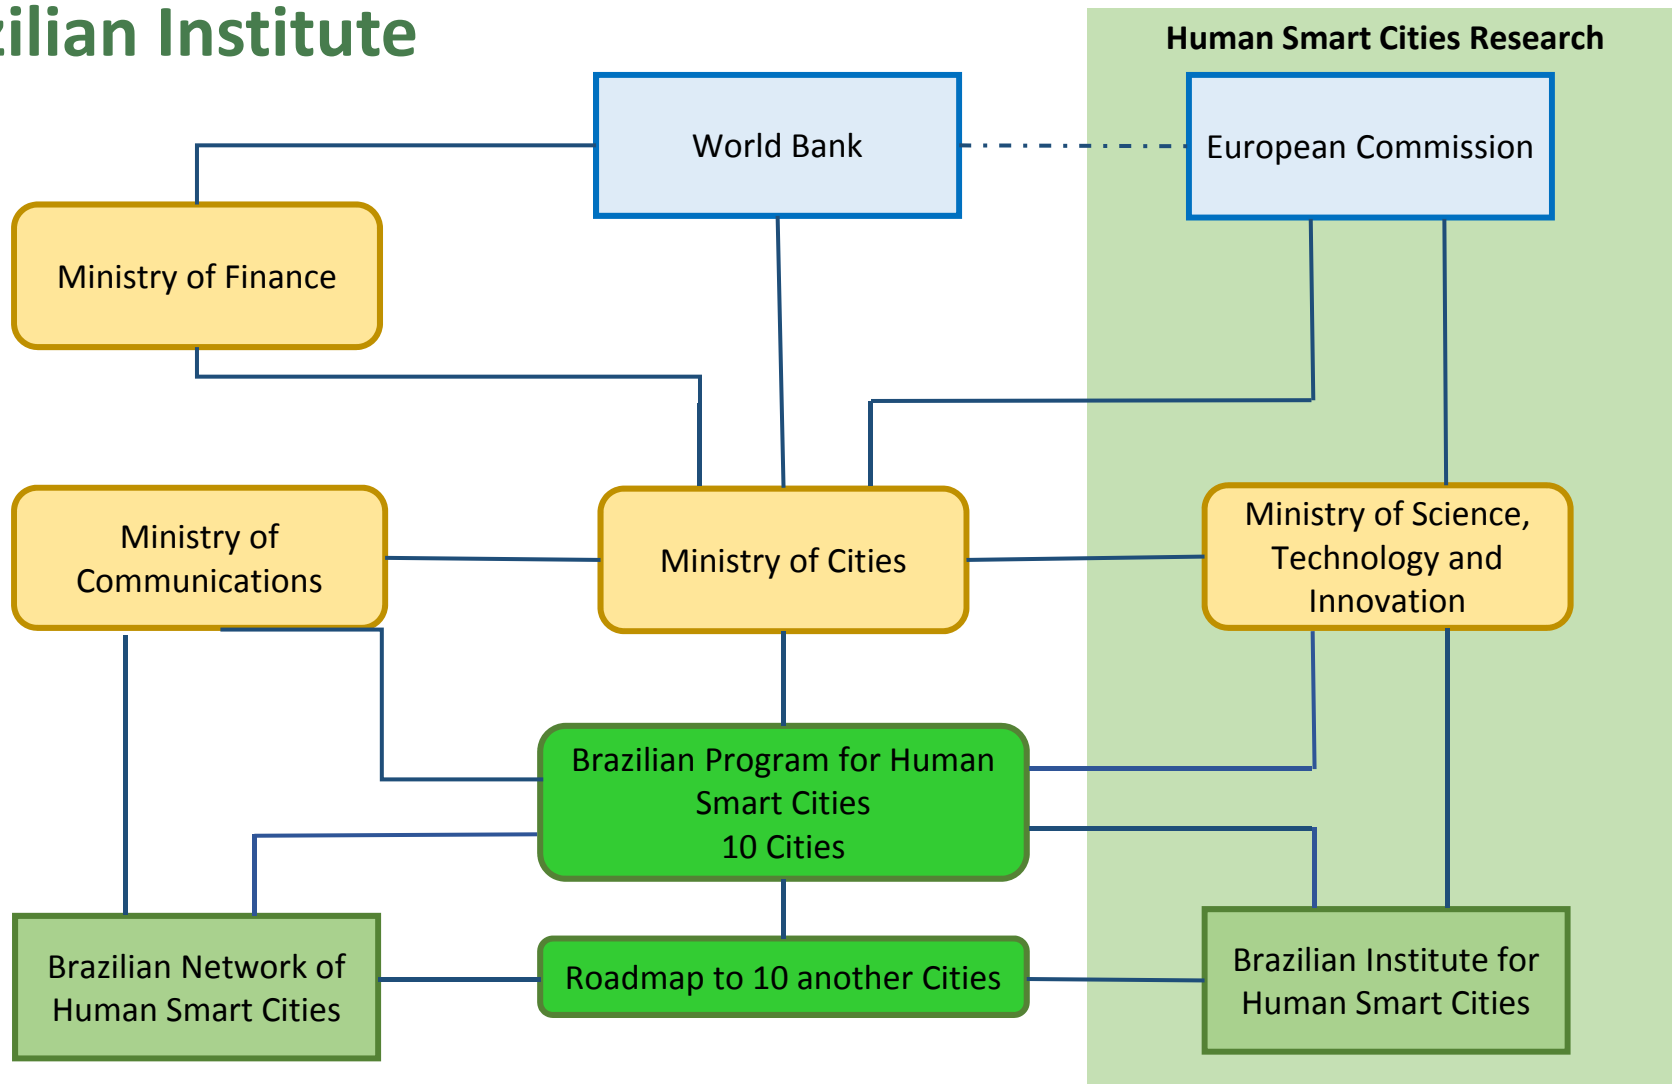 zilian Institute
Human Smart Cities Research
World Bank
European Commission
Ministry of Finance
Ministry of
Communications
Ministry of Cities
Ministry of Science,
Technology and
Innovation
Brazilian Program for Human
Smart Cities
10 Cities
Brazilian Network of
Human Smart Cities
Roadmap to 10 another Cities
Brazilian Institute for
Human Smart Cities